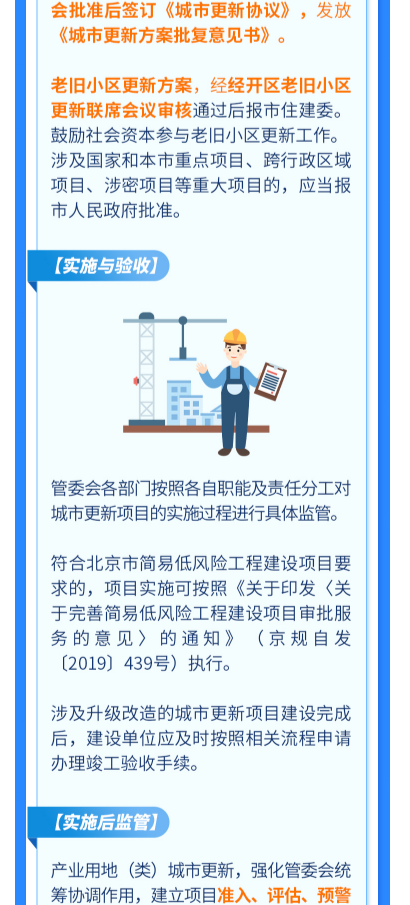 会批准后签订《城市更新协议》，发放
《城市更新方案批复意见书》。
老旧小区更新方案，经经开区老旧小区
更新联席会议审核通过后报市住建委。
鼓励社会资本参与老旧小区更新工作。
涉及国家和本市重点项目、跨行政区域
项目、涉密项目等重大项目的，应当报
市人民政府批准。
【实施与验收】
管委会各部门按照各自职能及责任分工对
城市更新项目的实施过程进行具体监管。
符合北京市简易低风险工程建设项目要
求的，项目实施可按照《关于印发〈关
于完善简易低风险工程建设项目审批服
务的意见〉的通知》（京规自发
〔2019〕439号）执行。
涉及升级改造的城市更新项目建设完成
后，建设单位应及时按照相关流程申请
办理竣工验收手续。
【实施后监管】
产业用地（类）城市更新，强化管委会统
筹协调作用，建立项目准入、评估、预警